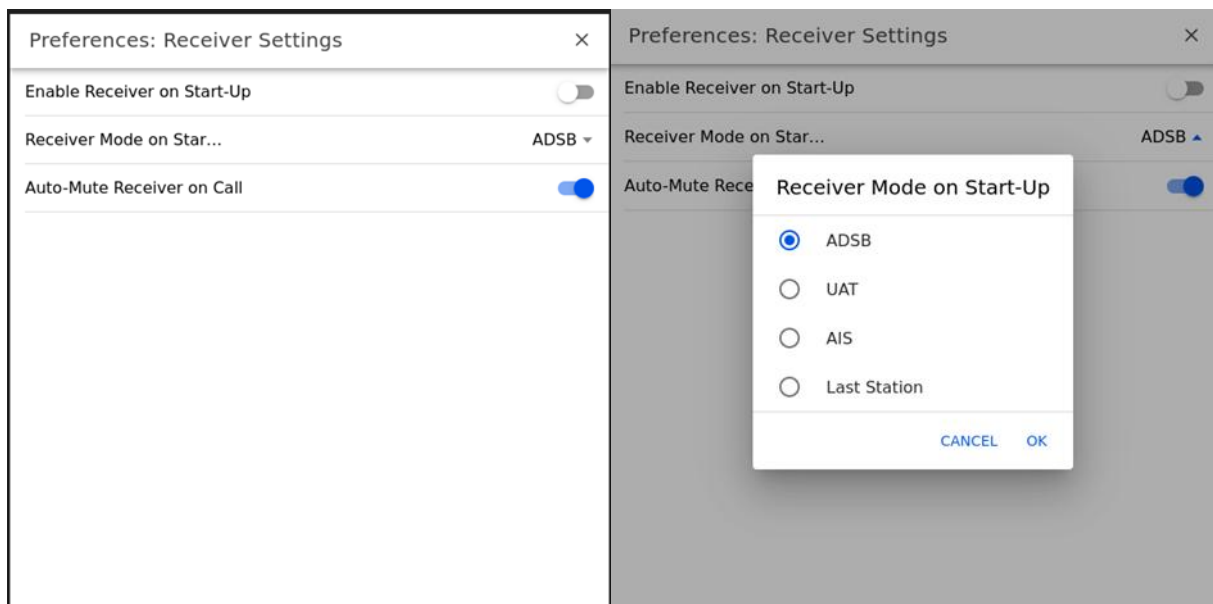 Preferences: Receiver Settings
Enable Receiver on Start-Up
Receiver Mode on Star... ADSB
Auto-Mute Receiver on Call
Preferences: Receiver Settings
Enable Receiver on Start-Up
Receiver Mode on Star... ADSB
Auto-Mute Rece
Receiver Mode on Start-Up
ADSB
UAT
AIS
Last Station
CANCEL OK